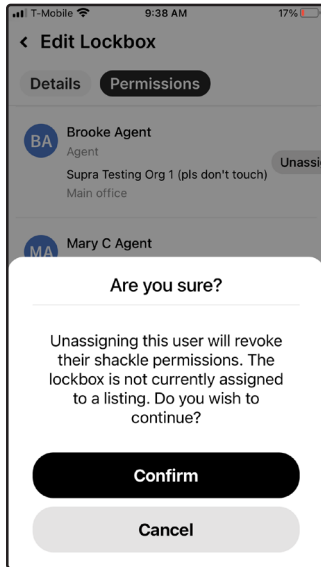 T-Mobile 9:38 AM 17%
Edit Lockbox
Details Permissions
BA Brooke Agent
Agent
Supra Testing Org 1 (pls don't touch)
Main office
MA Mary C Agent
Are you sure?
Unassigning this user will revoke
their shackle permissions. The
lockbox is not currently assigned
to a listing. Do you wish to
continue?
Confirm
Cancel